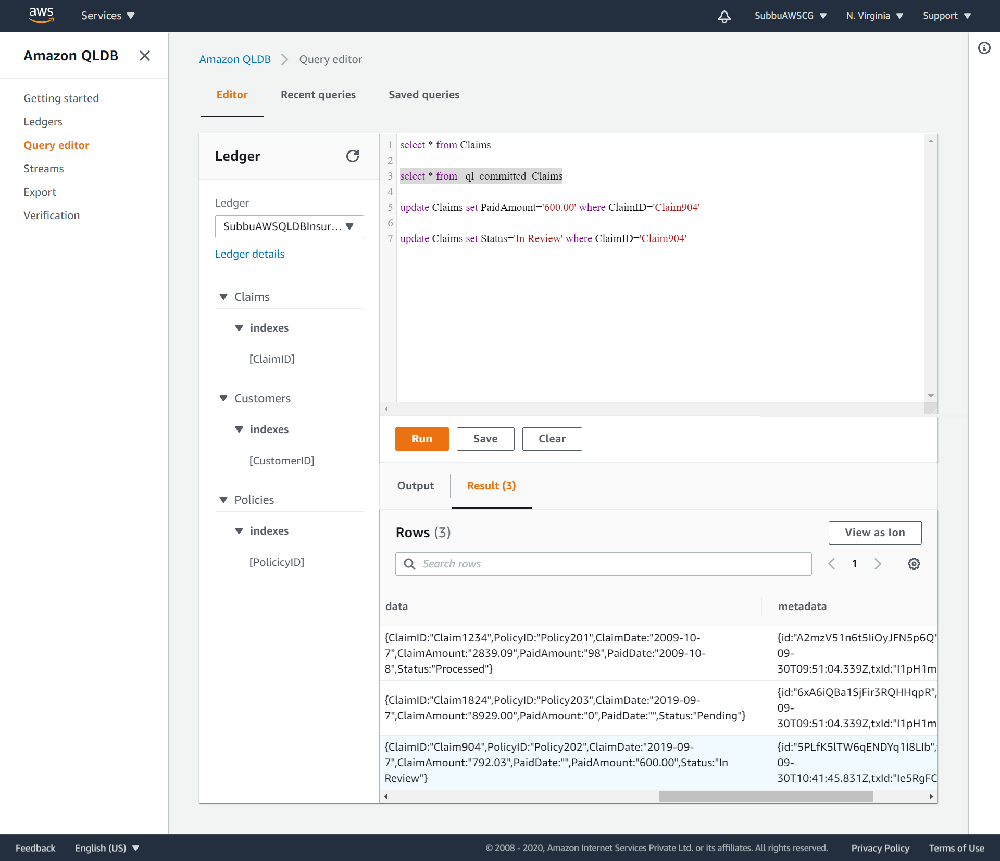 aws Services SubbuAWSCG N. Virginia Support
Amazon QLDB
Getting started
Ledgers
Query editor
Streams
Export
Verification
Amazon QLDB Query editor
Editor Recent queries Saved queries
Ledger
Ledger
SubbuAWSQLDBInsur...
Ledger details
Claims
indexes
[ClaimID]
Customers
indexes
[CustomerID]
Policies
indexes
[PolicicyID]
1 select * from Claims
2
3 select * from _ql_committed_Claims
4
5 update Claims set PaidAmount='600.00' where ClaimID='Claim904'
6
7 update Claims set Status='In Review' where ClaimID='Claim904'
Run Save Clear
Output Result (3)
Rows (3) View as Ion
Search rows 1
data metadata
{ClaimID:"Claim1234",PolicyID:"Policy201",ClaimDate:"2009-10-
7",ClaimAmount:"2839.09",PaidAmount:"98",PaidDate:"2009-10-
8",Status:"Processed"}
{id:"A2mzV51n6t5IiOyJFN5p6Q"
09-
30T09:51:04.339Z,txId:"I1pH1m
{ClaimID:"Claim1824",PolicyID:"Policy203",ClaimDate:"2019-09-
7",ClaimAmount:"8929.00",PaidAmount:"0",PaidDate:"",Status:"Pending"}
{id:"6xA6iQBa1SjFir3RQHHqpR",
09-
30T09:51:04.339Z,txId:"I1pH1m
{ClaimID:"Claim904",PolicyID:"Policy202",ClaimDate:"2019-09-
7",ClaimAmount:"792.03",PaidDate:"",PaidAmount:"600.00",Status:"In
Review"}
{id:"5PLfK5lTW6qENDYq1I8LIb",
09-
30T10:41:45.831Z,txId:"Ie5RgFC
Feedback English (US) © 2008 - 2020, Amazon Internet Services Private Ltd. or its affiliates. All rights reserved. Privacy Policy Terms of Use